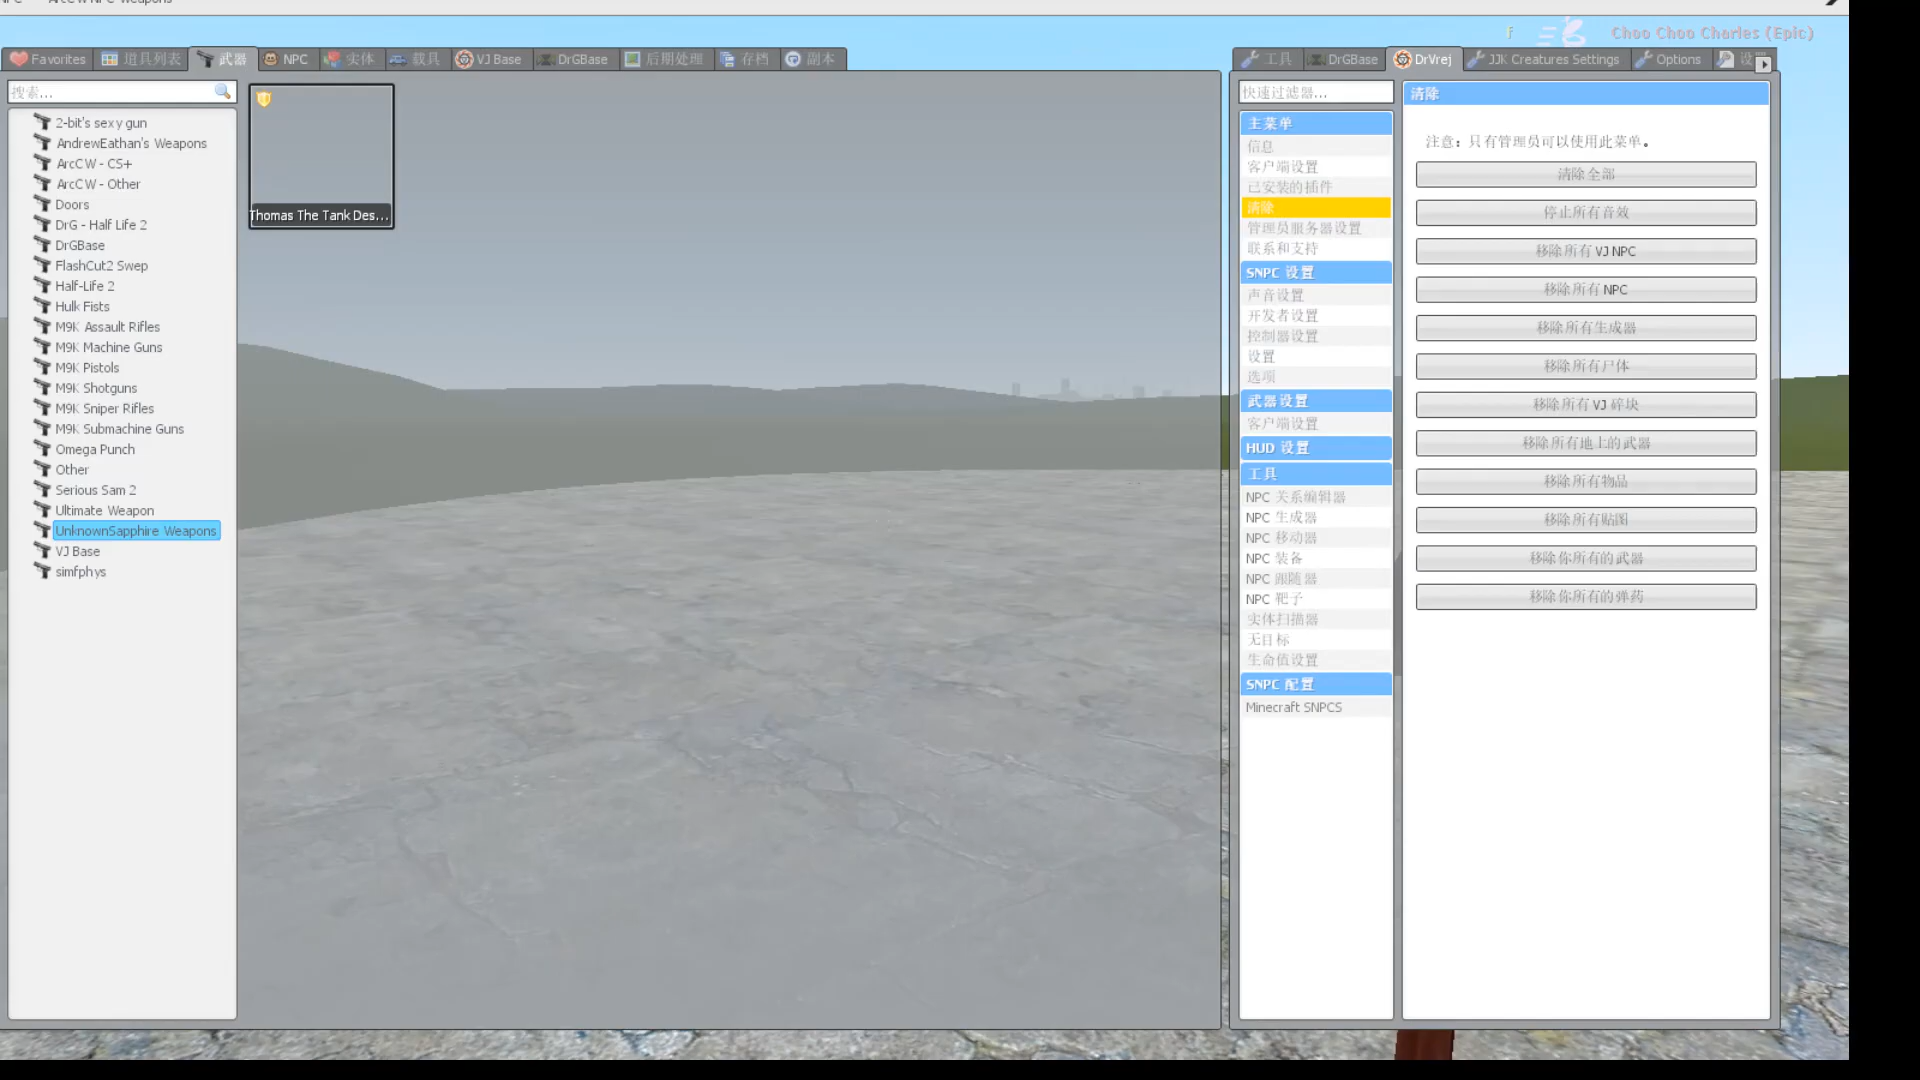 Choo Choo Charles (Epic)
Favorites
道具列表
武器
NPC
实体
载具
VJ Base
DrGBase
后期处理
存档
副本
搜索...
2-bit's sexy gun
AndrewEathan's Weapons
ArcCW - CS+
ArcCW - Other
Doors
DrG - Half Life 2
DrGBase
FlashCut2 Swep
Half-Life 2
Hulk Fists
M9K Assault Rifles
M9K Machine Guns
M9K Pistols
M9K Shotguns
M9K Sniper Rifles
M9K Submachine Guns
Omega Punch
Other
Serious Sam 2
Ultimate Weapon
UnknownSapphire Weapons
VJ Base
simfphys
Thomas The Tank Des...
工具
DrGBase
DrVrej
JJK Creatures Settings
Options
快速过滤器...
主菜单
信息
客户端设置
已安装的插件
清除
管理员服务器设置
联系和支持
SNPC 设置
声音设置
开发者设置
控制器设置
设置
选项
武器设置
客户端设置
HUD 设置
工具
NPC 关系编辑器
NPC 生成器
NPC 移动器
NPC 装备
NPC 跟随器
NPC 靶子
实体扫描器
无目标
生命值设置
SNPC 配置
Minecraft SNPCS
清除
注意：只有管理员可以使用此菜单。
清除全部
停止所有音效
移除所有 VJ NPC
移除所有 NPC
移除所有生成器
移除所有尸体
移除所有 VJ 碎块
移除所有地上的武器
移除所有物品
移除所有贴图
移除你所有的武器
移除你所有的弹药